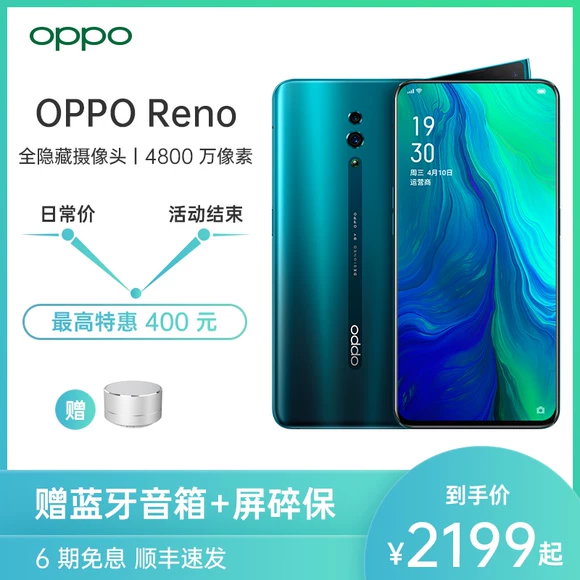 oppo
OPPO Reno
全隐藏摄像头 | 4800 万像素
日常价
活动结束
最高特惠 400 元
赠
19
30
周三 4月10日
运营商
DESIGNED BY OPPO
oppo
赠蓝牙音箱+屏碎保
6 期免息 顺丰速发
到手价
¥2199起